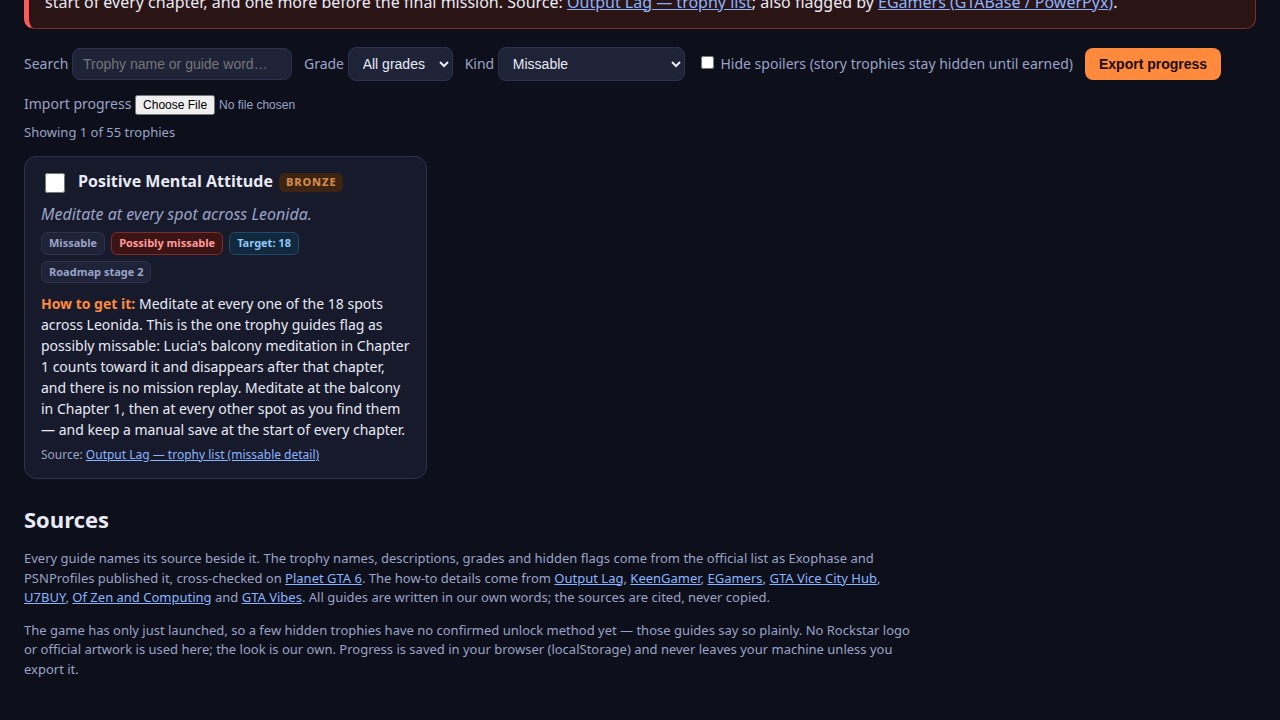 start of every chapter, and one more before the final mission. Source: Output Lag — trophy list; also flagged by EGamers (GTABase / PowerPyx).
Search Trophy name or guide word… Grade All grades Kind Missable Hide spoilers (story trophies stay hidden until earned) Export progress
Import progress Choose File No file chosen
Showing 1 of 55 trophies
Positive Mental Attitude BRONZE
Meditate at every spot across Leonida.
Missable Possibly missable Target: 18
Roadmap stage 2
How to get it: Meditate at every one of the 18 spots
across Leonida. This is the one trophy guides flag as
possibly missable: Lucia's balcony meditation in Chapter
1 counts toward it and disappears after that chapter,
and there is no mission replay. Meditate at the balcony
in Chapter 1, then at every other spot as you find them
— and keep a manual save at the start of every chapter.
Source: Output Lag — trophy list (missable detail)
Sources
Every guide names its source beside it. The trophy names, descriptions, grades and hidden flags come from the official list as Exophase and
PSNProfiles published it, cross-checked on Planet GTA 6. The how-to details come from Output Lag, KeenGamer, EGamers, GTA Vice City Hub,
U7BUY, Of Zen and Computing and GTA Vibes. All guides are written in our own words; the sources are cited, never copied.
The game has only just launched, so a few hidden trophies have no confirmed unlock method yet — those guides say so plainly. No Rockstar logo
or official artwork is used here; the look is our own. Progress is saved in your browser (localStorage) and never leaves your machine unless you
export it.